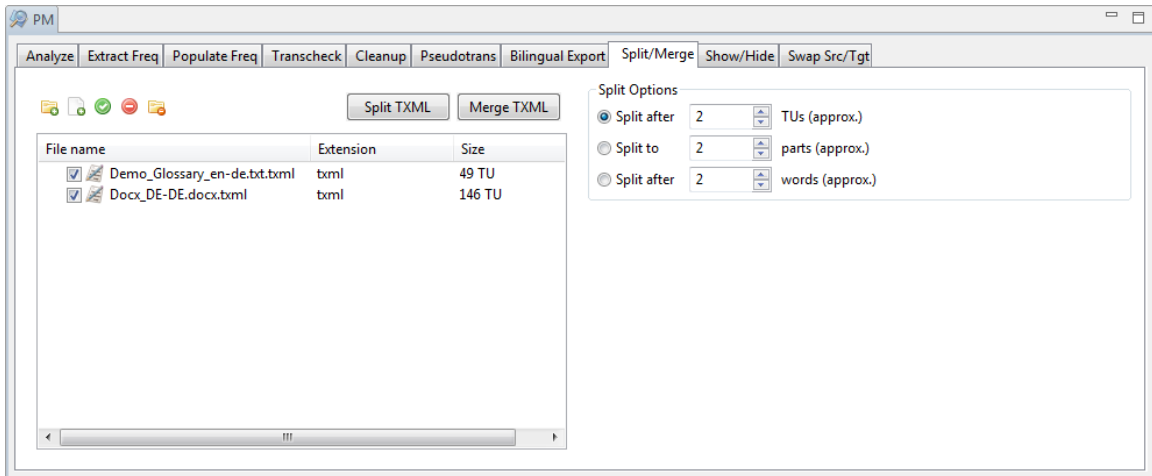 PM
Analyze Extract Freq Populate Freq Transcheck Cleanup Pseudotrans Bilingual Export Split/Merge Show/Hide Swap Src/Tgt
Split TXML Merge TXML
File name Extension Size
Demo_Glossary_en-de.txt.txml txml 49 TU
Docx_DE-DE.docx.txml txml 146 TU
Split Options
Split after 2 TUs (approx.)
Split to 2 parts (approx.)
Split after 2 words (approx.)